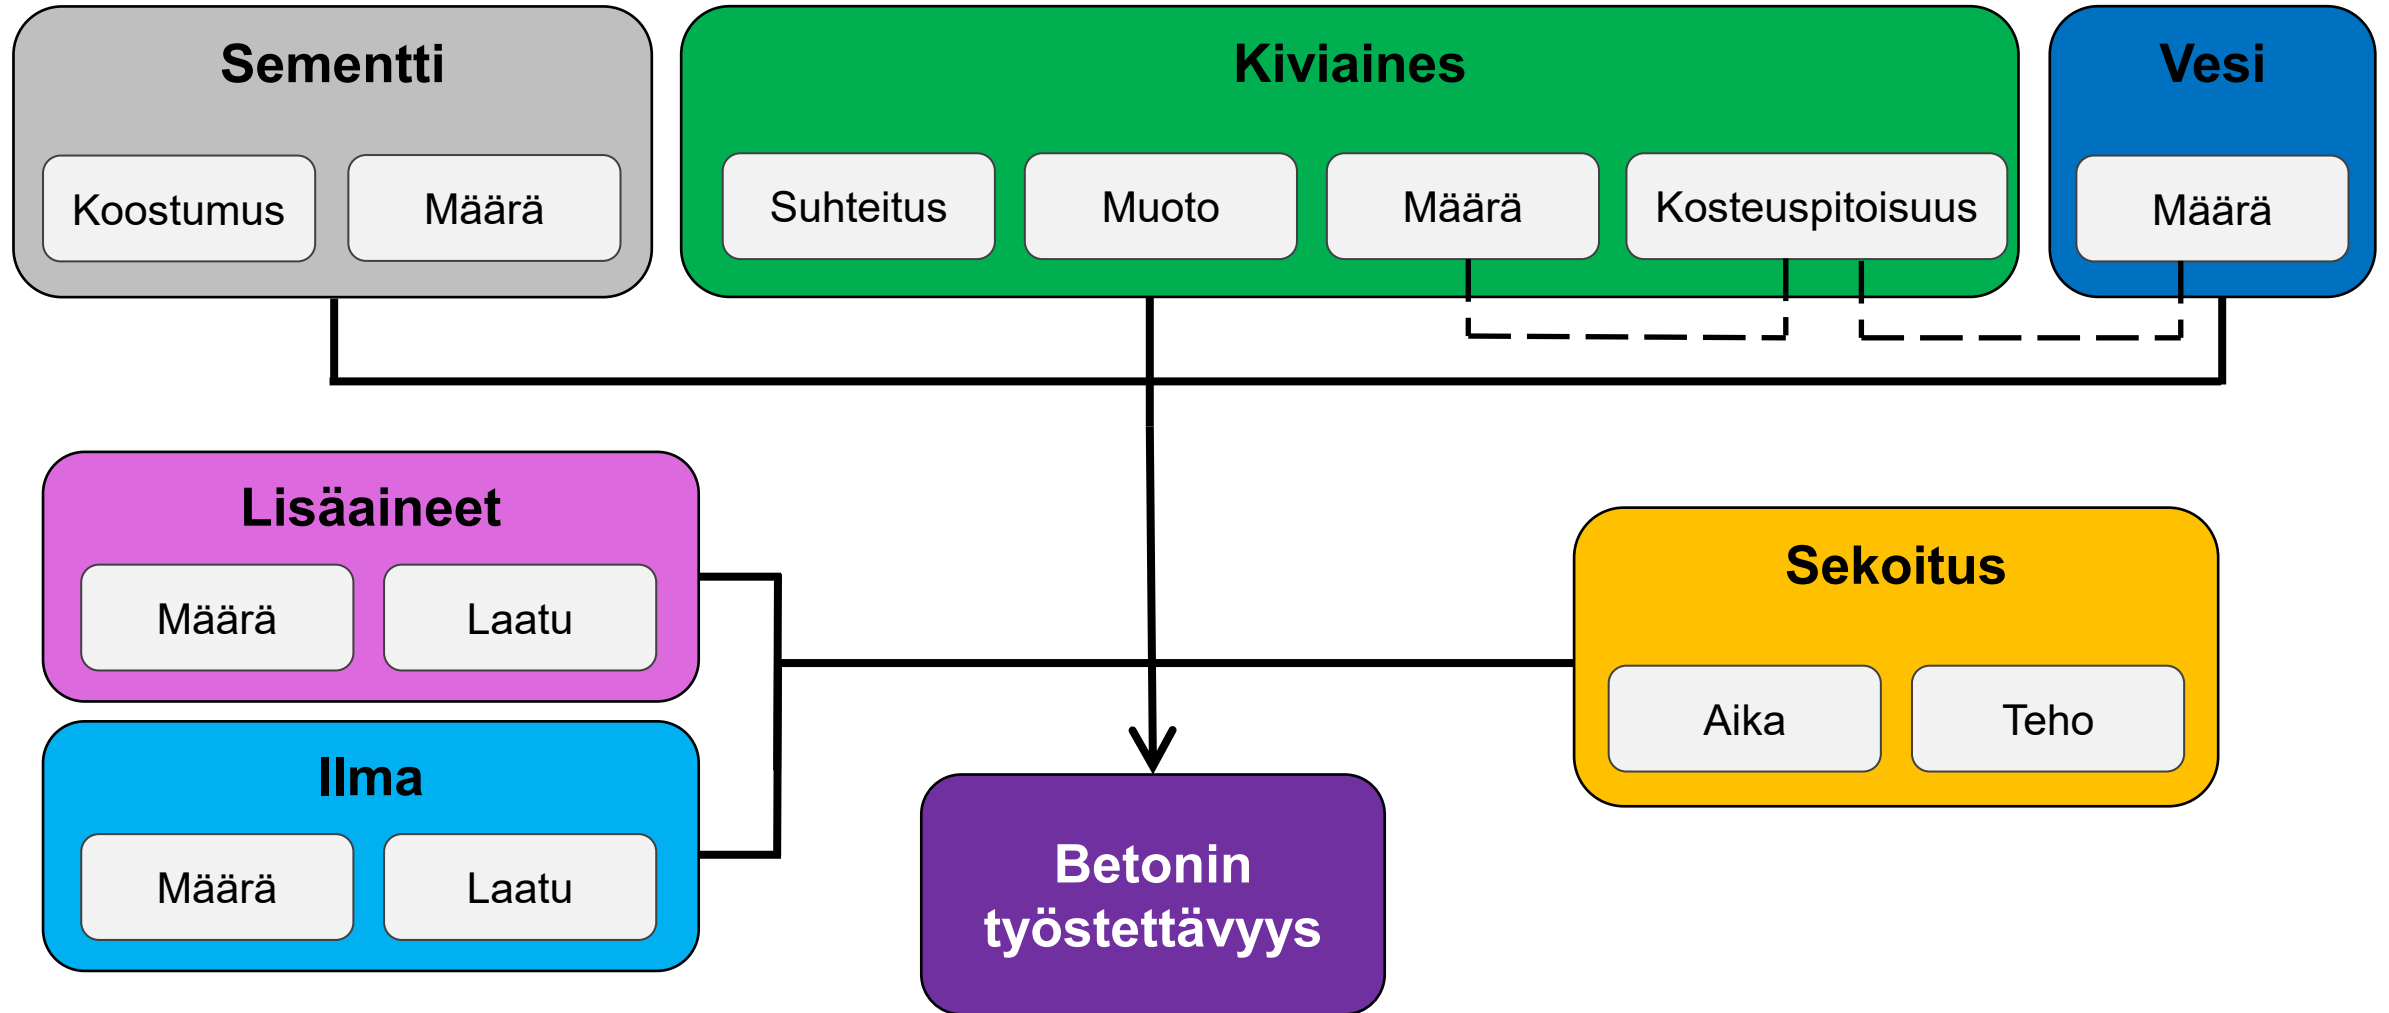 Sementti
Koostumus
Määrä
Kiviaines
Suhteitus
Muoto
Määrä
Kosteuspitoisuus
Vesi
Määrä
Lisäaineet
Määrä
Laatu
Ilma
Määrä
Laatu
Sekoitus
Aika
Teho
Betonin
työstettävyys